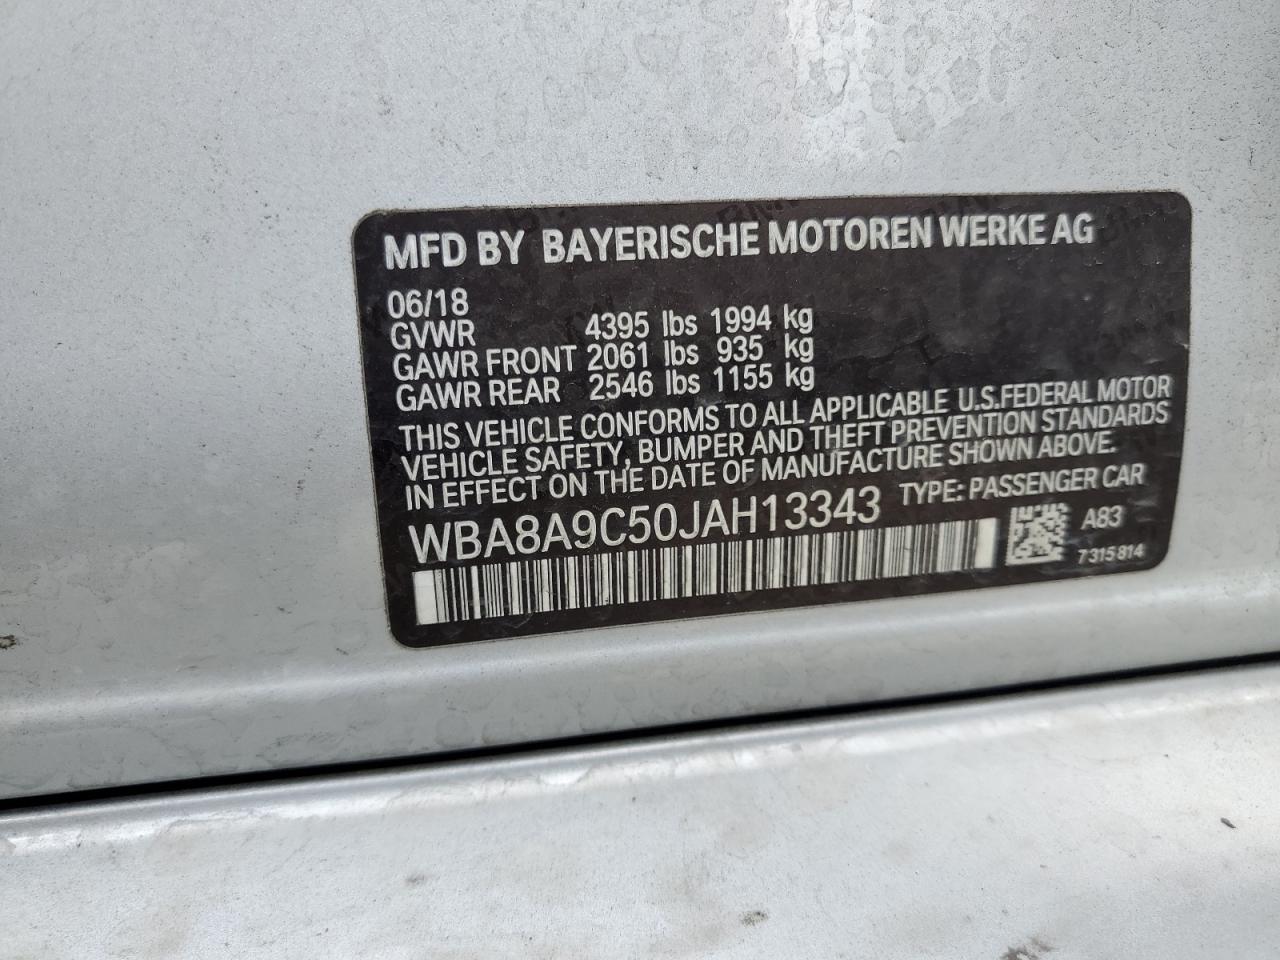 MFD BY BAYERISCHE MOTOREN WERKE AG
06/18
GVWR 4395 lbs 1994 kg
GAWR FRONT 2061 lbs 935 kg
GAWR REAR 2546 lbs 1155 kg
THIS VEHICLE CONFORMS TO ALL APPLICABLE U.S.FEDERAL MOTOR
VEHICLE SAFETY, BUMPER AND THEFT PREVENTION STANDARDS
IN EFFECT ON THE DATE OF MANUFACTURE SHOWN ABOVE.
WBA8A9C50JAH13343 TYPE: PASSENGER CAR
A83
7315814